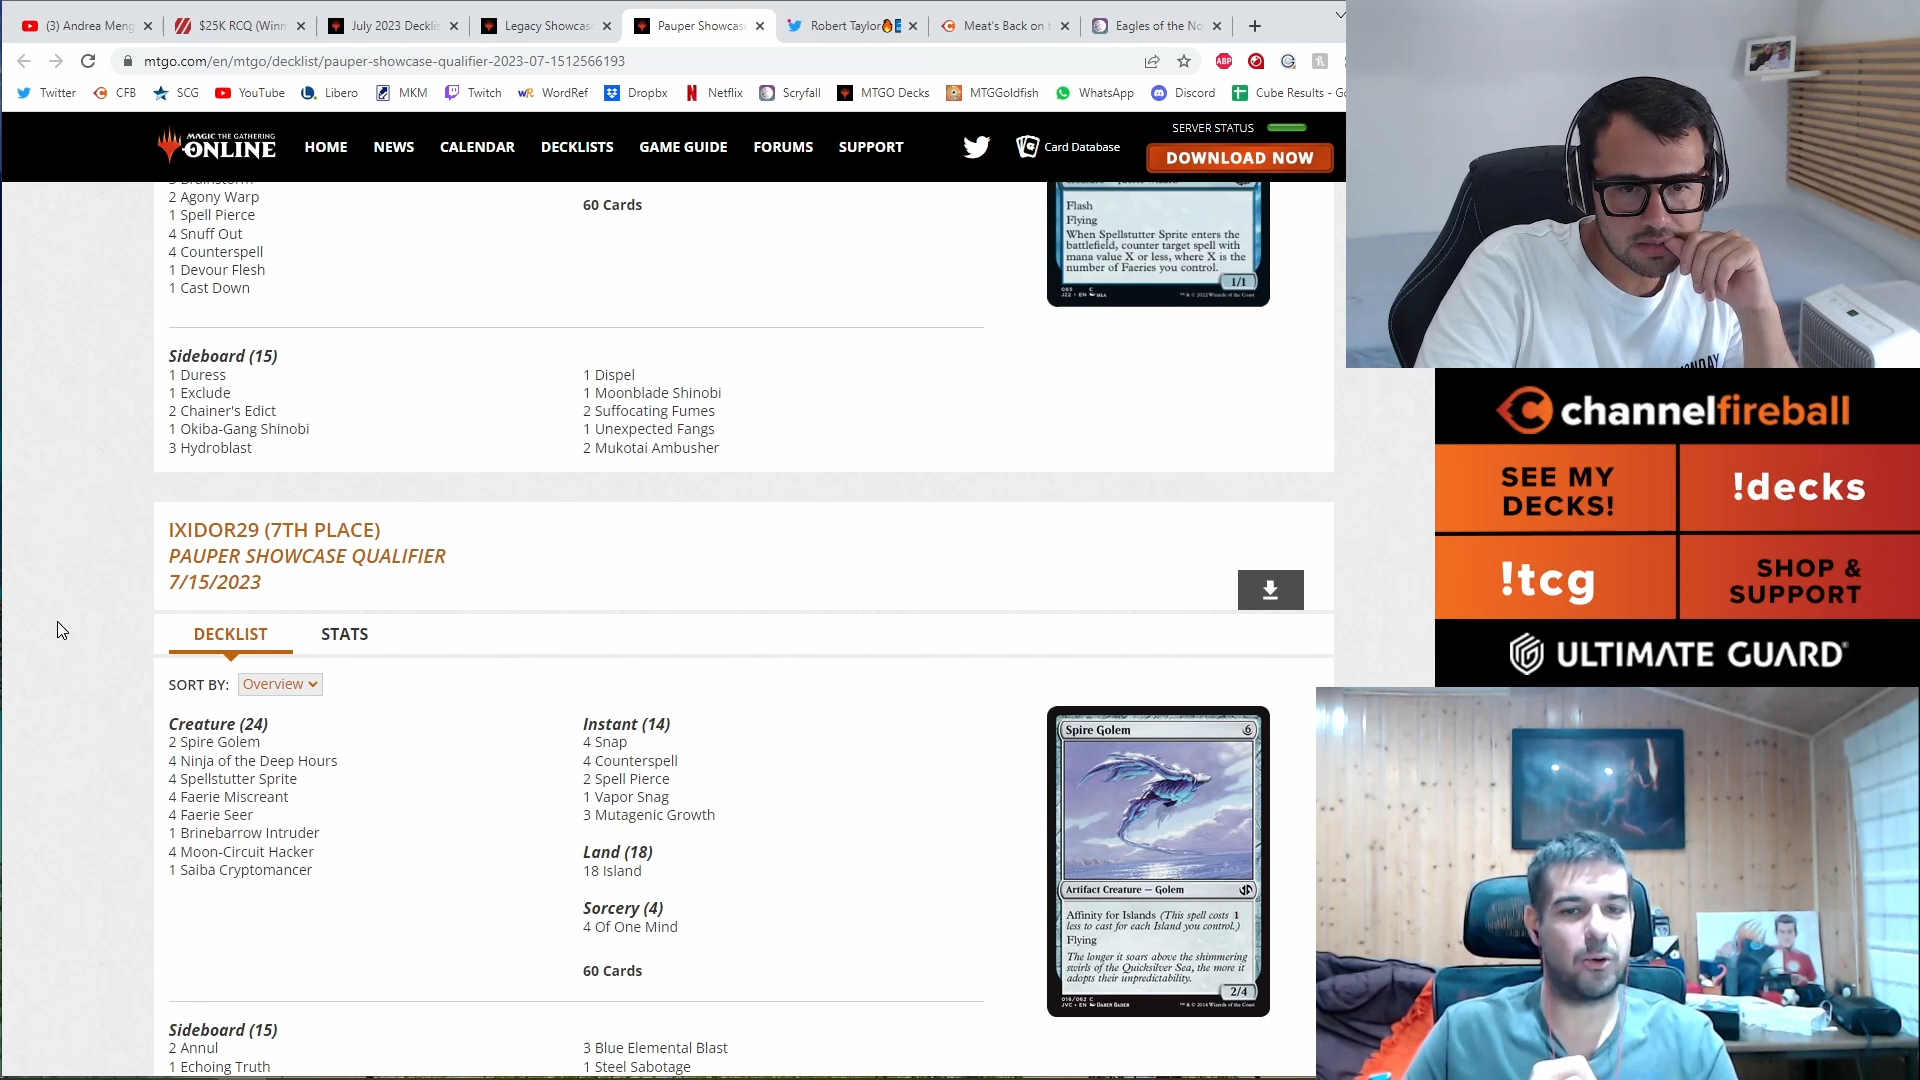 (3) Andrea Meng
$25K RCQ (Winn
July 2023 Decklis
Legacy Showcase
Pauper Showcase
Robert Taylor
Meat's Back on t
Eagles of the No
mtgo.com/en/mtgo/decklist/pauper-showcase-qualifier-2023-07-1512566193
ABP
Twitter
CFB
SCG
YouTube
Libero
MKM
Twitch
WordRef
Dropbx
Netflix
Scryfall
MTGO Decks
MTGGoldfish
WhatsApp
Discord
Cube Results - Go
MAGIC THE GATHERING
ONLINE
HOME
NEWS
CALENDAR
DECKLISTS
GAME GUIDE
FORUMS
SUPPORT
Card Database
SERVER STATUS
DOWNLOAD NOW
3 Brainstorm
2 Agony Warp
1 Spell Pierce
4 Snuff Out
4 Counterspell
1 Devour Flesh
1 Cast Down
60 Cards
Flash
Flying
When Spellstutter Sprite enters the
battlefield, counter target spell with
mana value X or less, where X is the
number of Faeries you control.
1/1
Sideboard (15)
1 Duress
1 Exclude
2 Chainer's Edict
1 Okiba-Gang Shinobi
3 Hydroblast
1 Dispel
1 Moonblade Shinobi
2 Suffocating Fumes
1 Unexpected Fangs
2 Mukotai Ambusher
IXIDOR29 (7TH PLACE)
PAUPER SHOWCASE QUALIFIER
7/15/2023
DECKLIST
STATS
SORT BY:
Overview
Creature (24)
2 Spire Golem
4 Ninja of the Deep Hours
4 Spellstutter Sprite
4 Faerie Miscreant
4 Faerie Seer
1 Brinebarrow Intruder
4 Moon-Circuit Hacker
1 Saiba Cryptomancer
Instant (14)
4 Snap
4 Counterspell
2 Spell Pierce
1 Vapor Snag
3 Mutagenic Growth
Land (18)
18 Island
Sorcery (4)
4 Of One Mind
60 Cards
Spire Golem
6
Artifact Creature — Golem
Affinity for Islands (This spell costs 1
less to cast for each Island you control.)
Flying
The longer it soars above the shimmering
swirls of the Quicksilver Sea, the more it
adopts their unpredictability.
2/4
Sideboard (15)
2 Annul
1 Echoing Truth
3 Blue Elemental Blast
1 Steel Sabotage
channelfireball
SEE MY
DECKS!
!decks
!tcg
SHOP &
SUPPORT
ULTIMATE GUARD